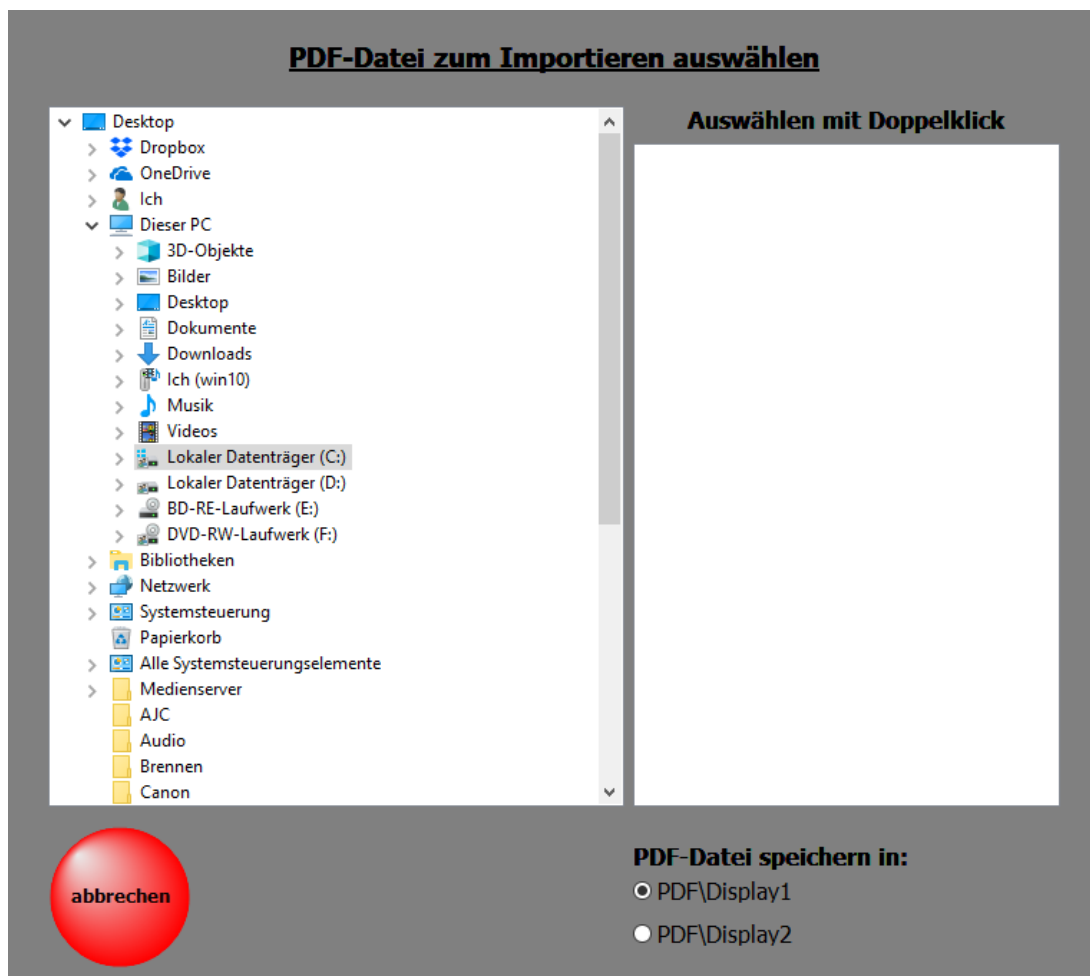 PDF-Datei zum Importieren auswählen
Desktop
Dropbox
OneDrive
Ich
Dieser PC
3D-Objekte
Bilder
Desktop
Dokumente
Downloads
Ich (win10)
Musik
Videos
Lokaler Datenträger (C:)
Lokaler Datenträger (D:)
BD-RE-Laufwerk (E:)
DVD-RW-Laufwerk (F:)
Bibliotheken
Netzwerk
Systemsteuerung
Papierkorb
Alle Systemsteuerungselemente
Medienserver
AJC
Audio
Brennen
Canon
Auswählen mit Doppelklick
abbrechen
PDF-Datei speichern in:
PDF\Display1
PDF\Display2